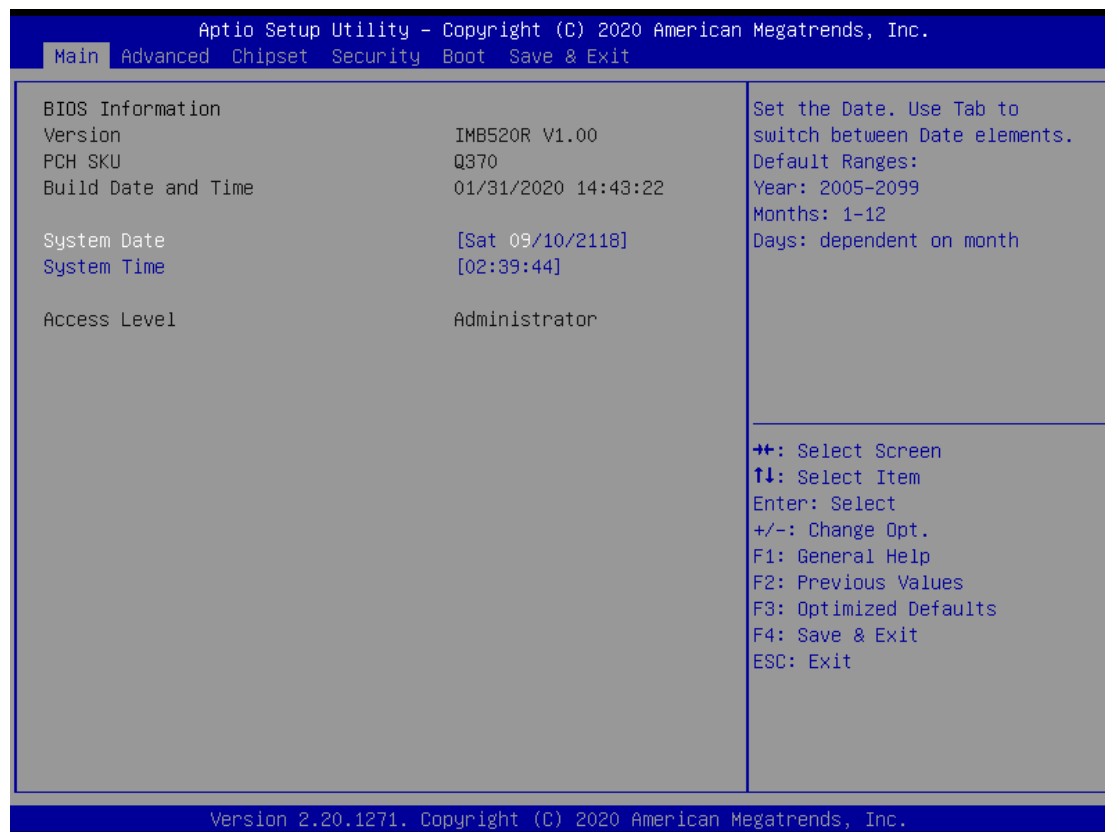 Aptio Setup Utility – Copyright (C) 2020 American Megatrends, Inc.
Main Advanced Chipset Security Boot Save & Exit
BIOS Information
Version IMB520R V1.00
PCH SKU Q370
Build Date and Time 01/31/2020 14:43:22
System Date [Sat 09/10/2118]
System Time [02:39:44]
Access Level Administrator
Set the Date. Use Tab to
switch between Date elements.
Default Ranges:
Year: 2005-2099
Months: 1-12
Days: dependent on month
→←: Select Screen
↑↓: Select Item
Enter: Select
+/-: Change Opt.
F1: General Help
F2: Previous Values
F3: Optimized Defaults
F4: Save & Exit
ESC: Exit
Version 2.20.1271. Copyright (C) 2020 American Megatrends, Inc.